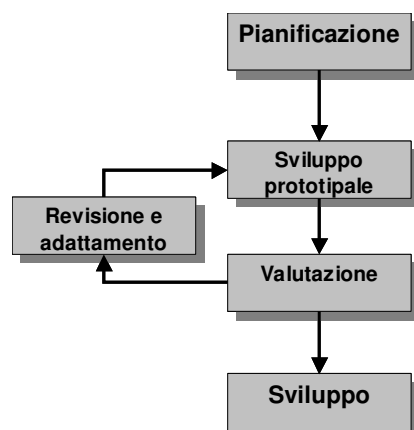 Pianificazione
Sviluppo
prototipale
Revisione e
adattamento
Valutazione
Sviluppo